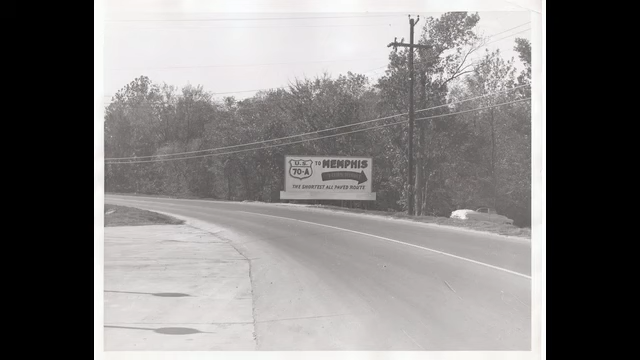 U.S.
70-A
TO MEMPHIS
THE SHORTEST ALL PAVED ROUTE